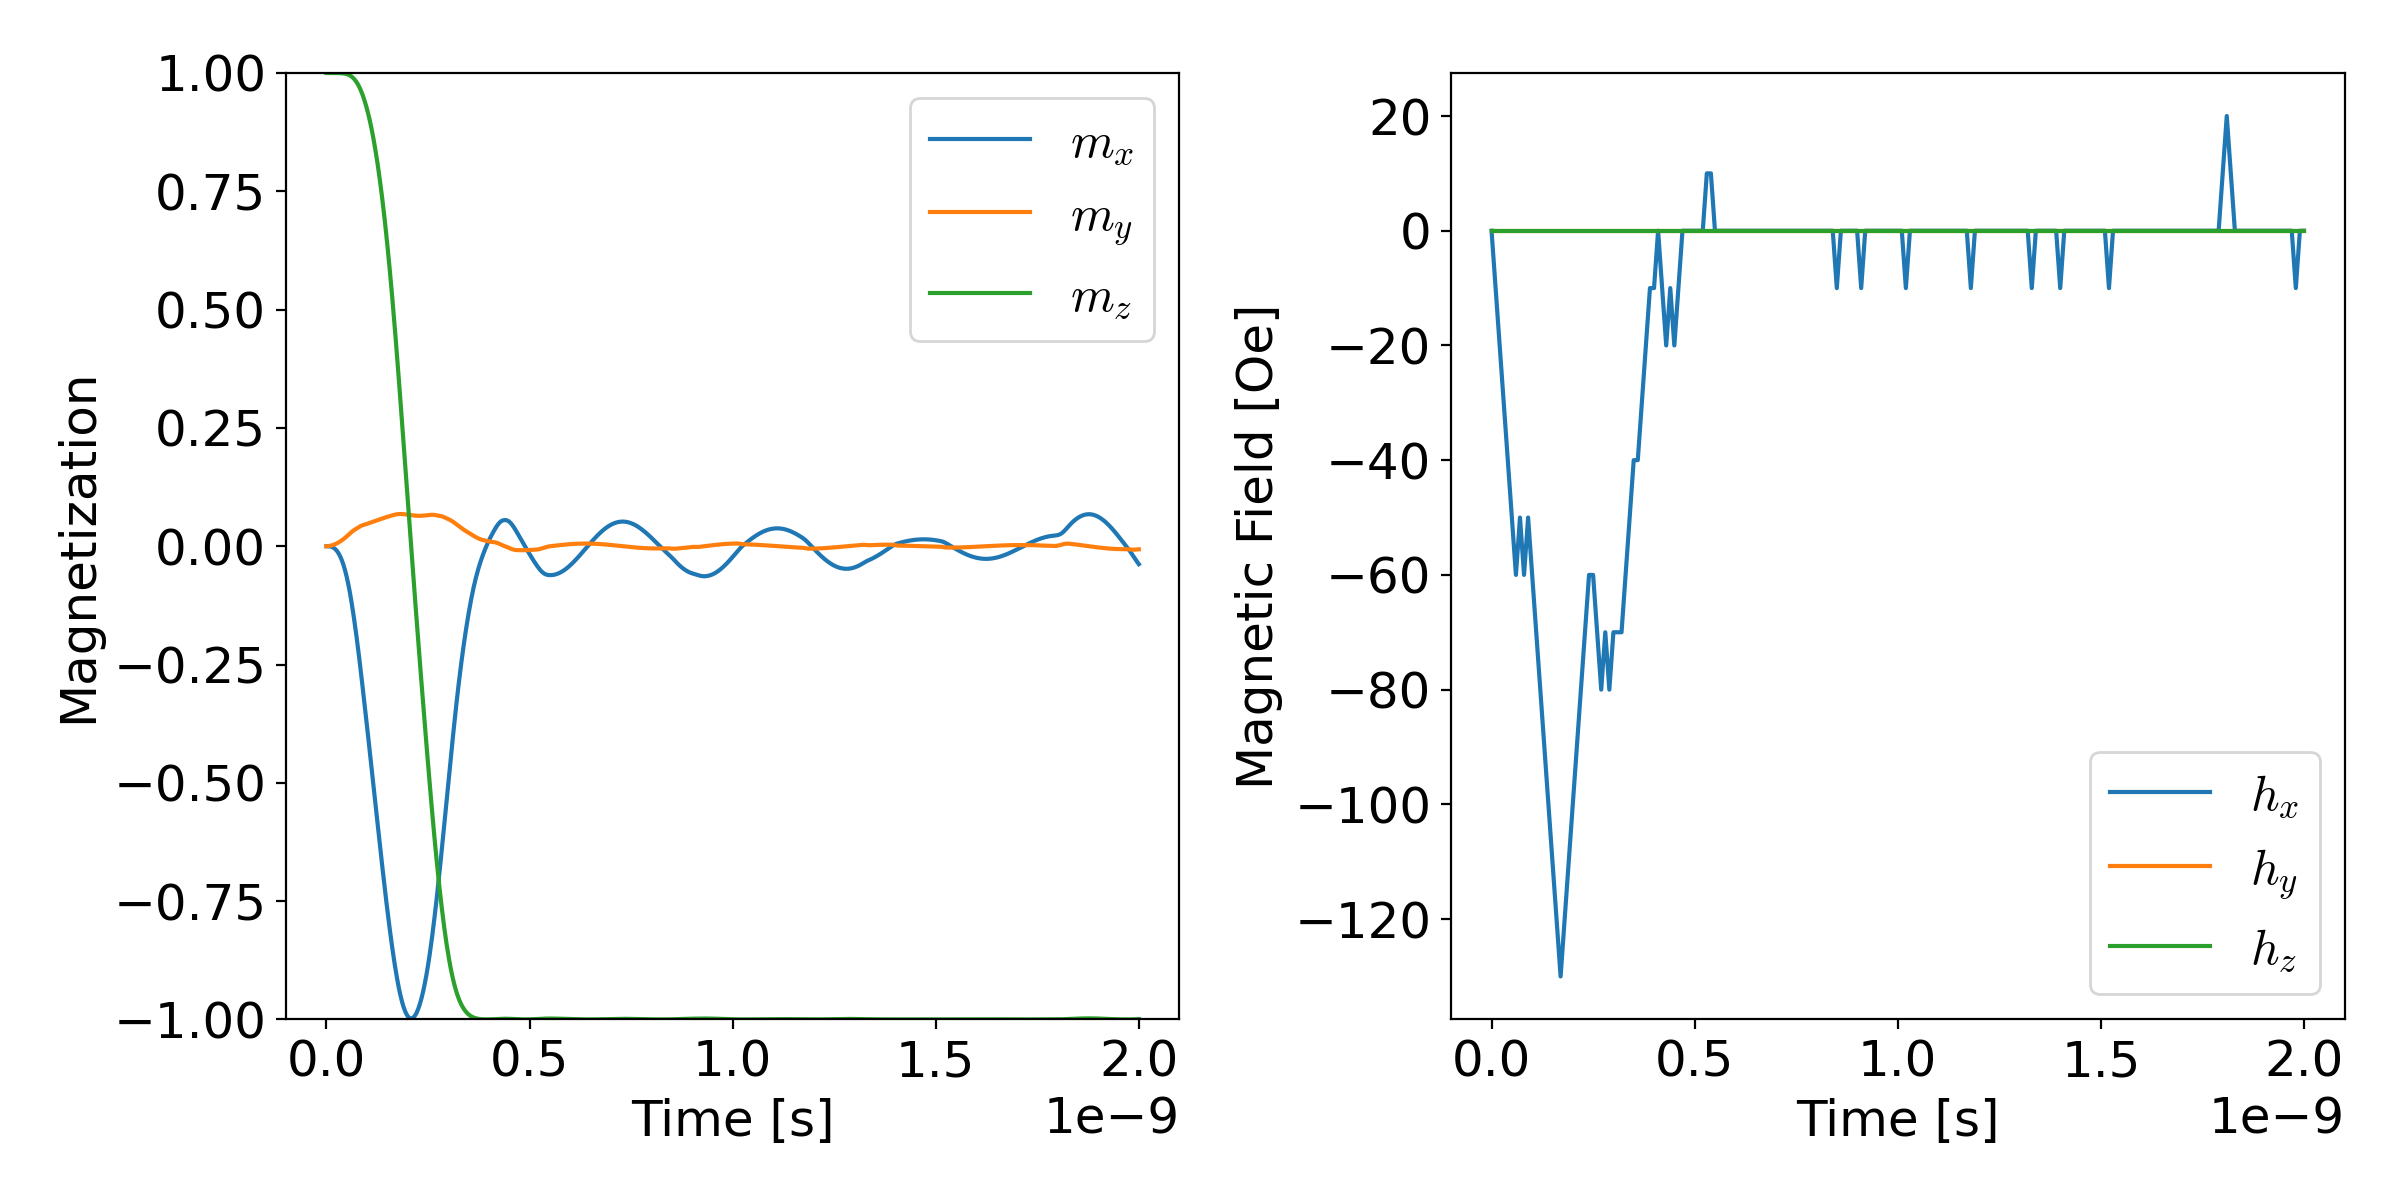 Magnetization
1.00
0.75
0.50
0.25
0.00
−0.25
−0.50
−0.75
−1.00
0.0 0.5 1.0 1.5 2.0
Time [s]
1e−9
m_x
m_y
m_z
Magnetic Field [Oe]
20
0
−20
−40
−60
−80
−100
−120
0.0 0.5 1.0 1.5 2.0
Time [s]
1e−9
h_x
h_y
h_z